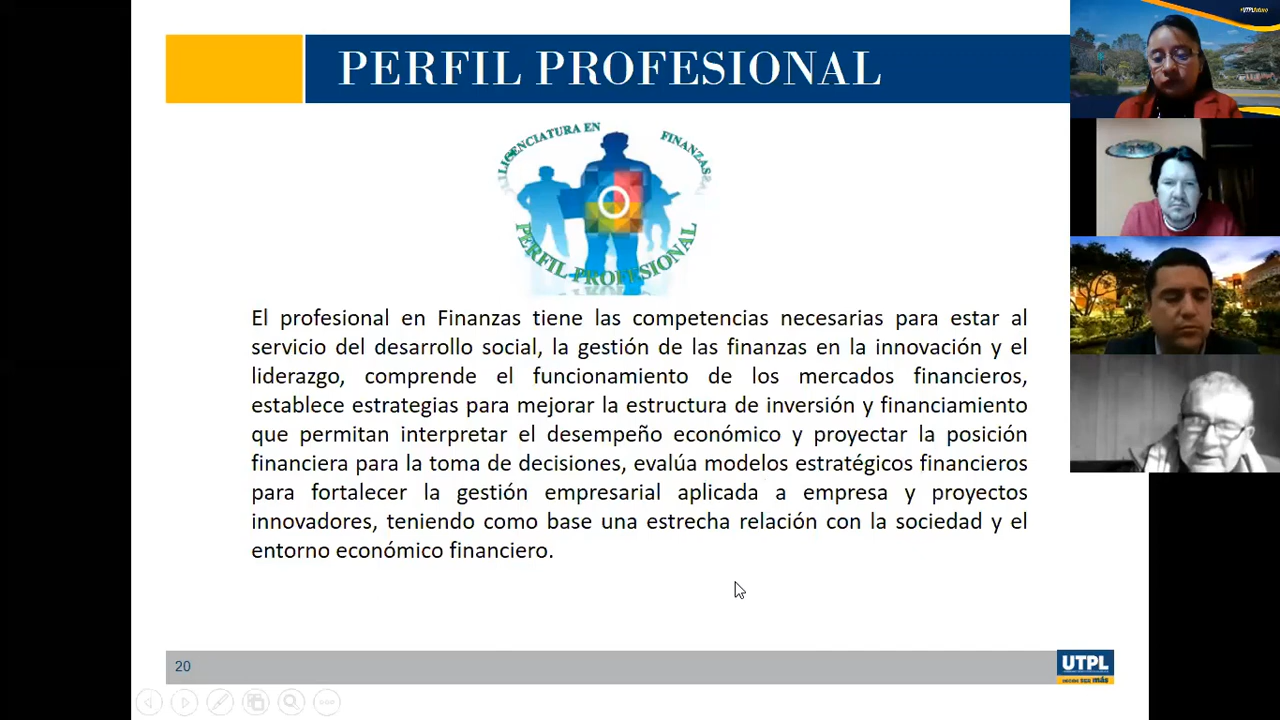 PERFIL PROFESIONAL
LICENCIATURA EN FINANZAS
PERFIL PROFESIONAL
El profesional en Finanzas tiene las competencias necesarias para estar al
servicio del desarrollo social, la gestión de las finanzas en la innovación y el
liderazgo, comprende el funcionamiento de los mercados financieros,
establece estrategias para mejorar la estructura de inversión y financiamiento
que permitan interpretar el desempeño económico y proyectar la posición
financiera para la toma de decisiones, evalúa modelos estratégicos financieros
para fortalecer la gestión empresarial aplicada a empresa y proyectos
innovadores, teniendo como base una estrecha relación con la sociedad y el
entorno económico financiero.
20
UTPL